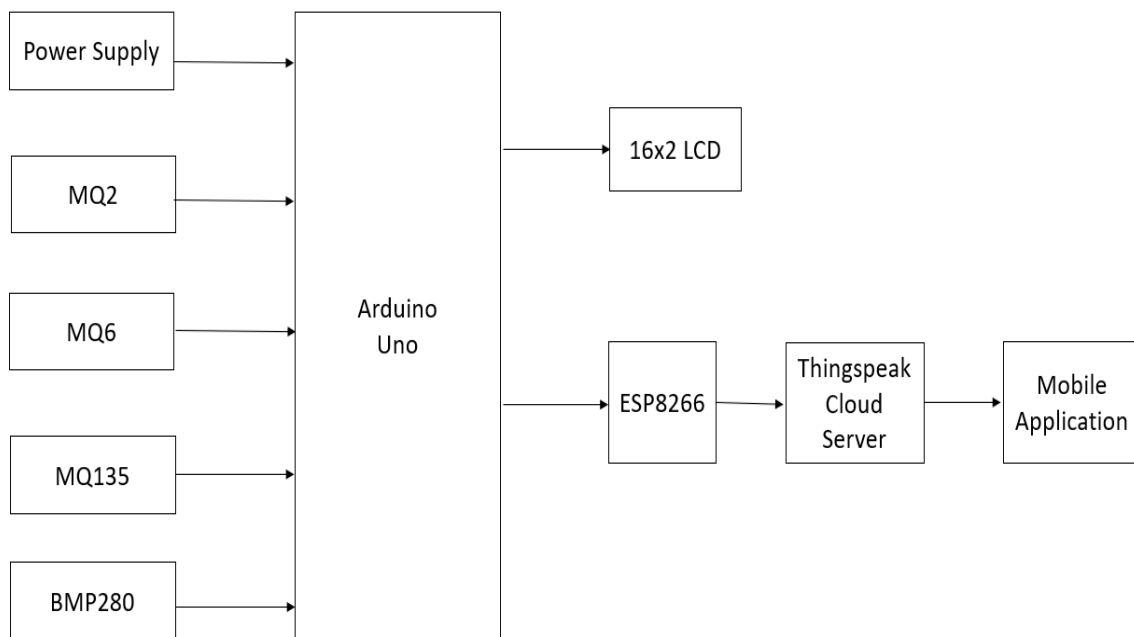 Power Supply
MQ2
MQ6
MQ135
BMP280
Arduino
Uno
16x2 LCD
ESP8266
Thingspeak
Cloud
Server
Mobile
Application